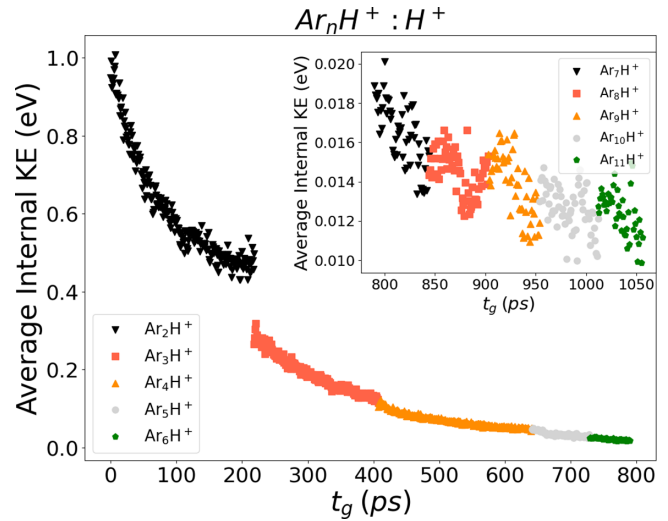 Ar_nH⁺ : H⁺
Average Internal KE (eV)
1.0
0.8
0.6
0.4
0.2
0.0
0
100
200
300
400
500
600
700
800
t_g (ps)
Ar₂H⁺
Ar₃H⁺
Ar₄H⁺
Ar₅H⁺
Ar₆H⁺
Average Internal KE (eV)
0.020
0.018
0.016
0.014
0.012
0.010
800
850
900
950
1000
1050
t_g (ps)
Ar₇H⁺
Ar₈H⁺
Ar₉H⁺
Ar₁₀H⁺
Ar₁₁H⁺